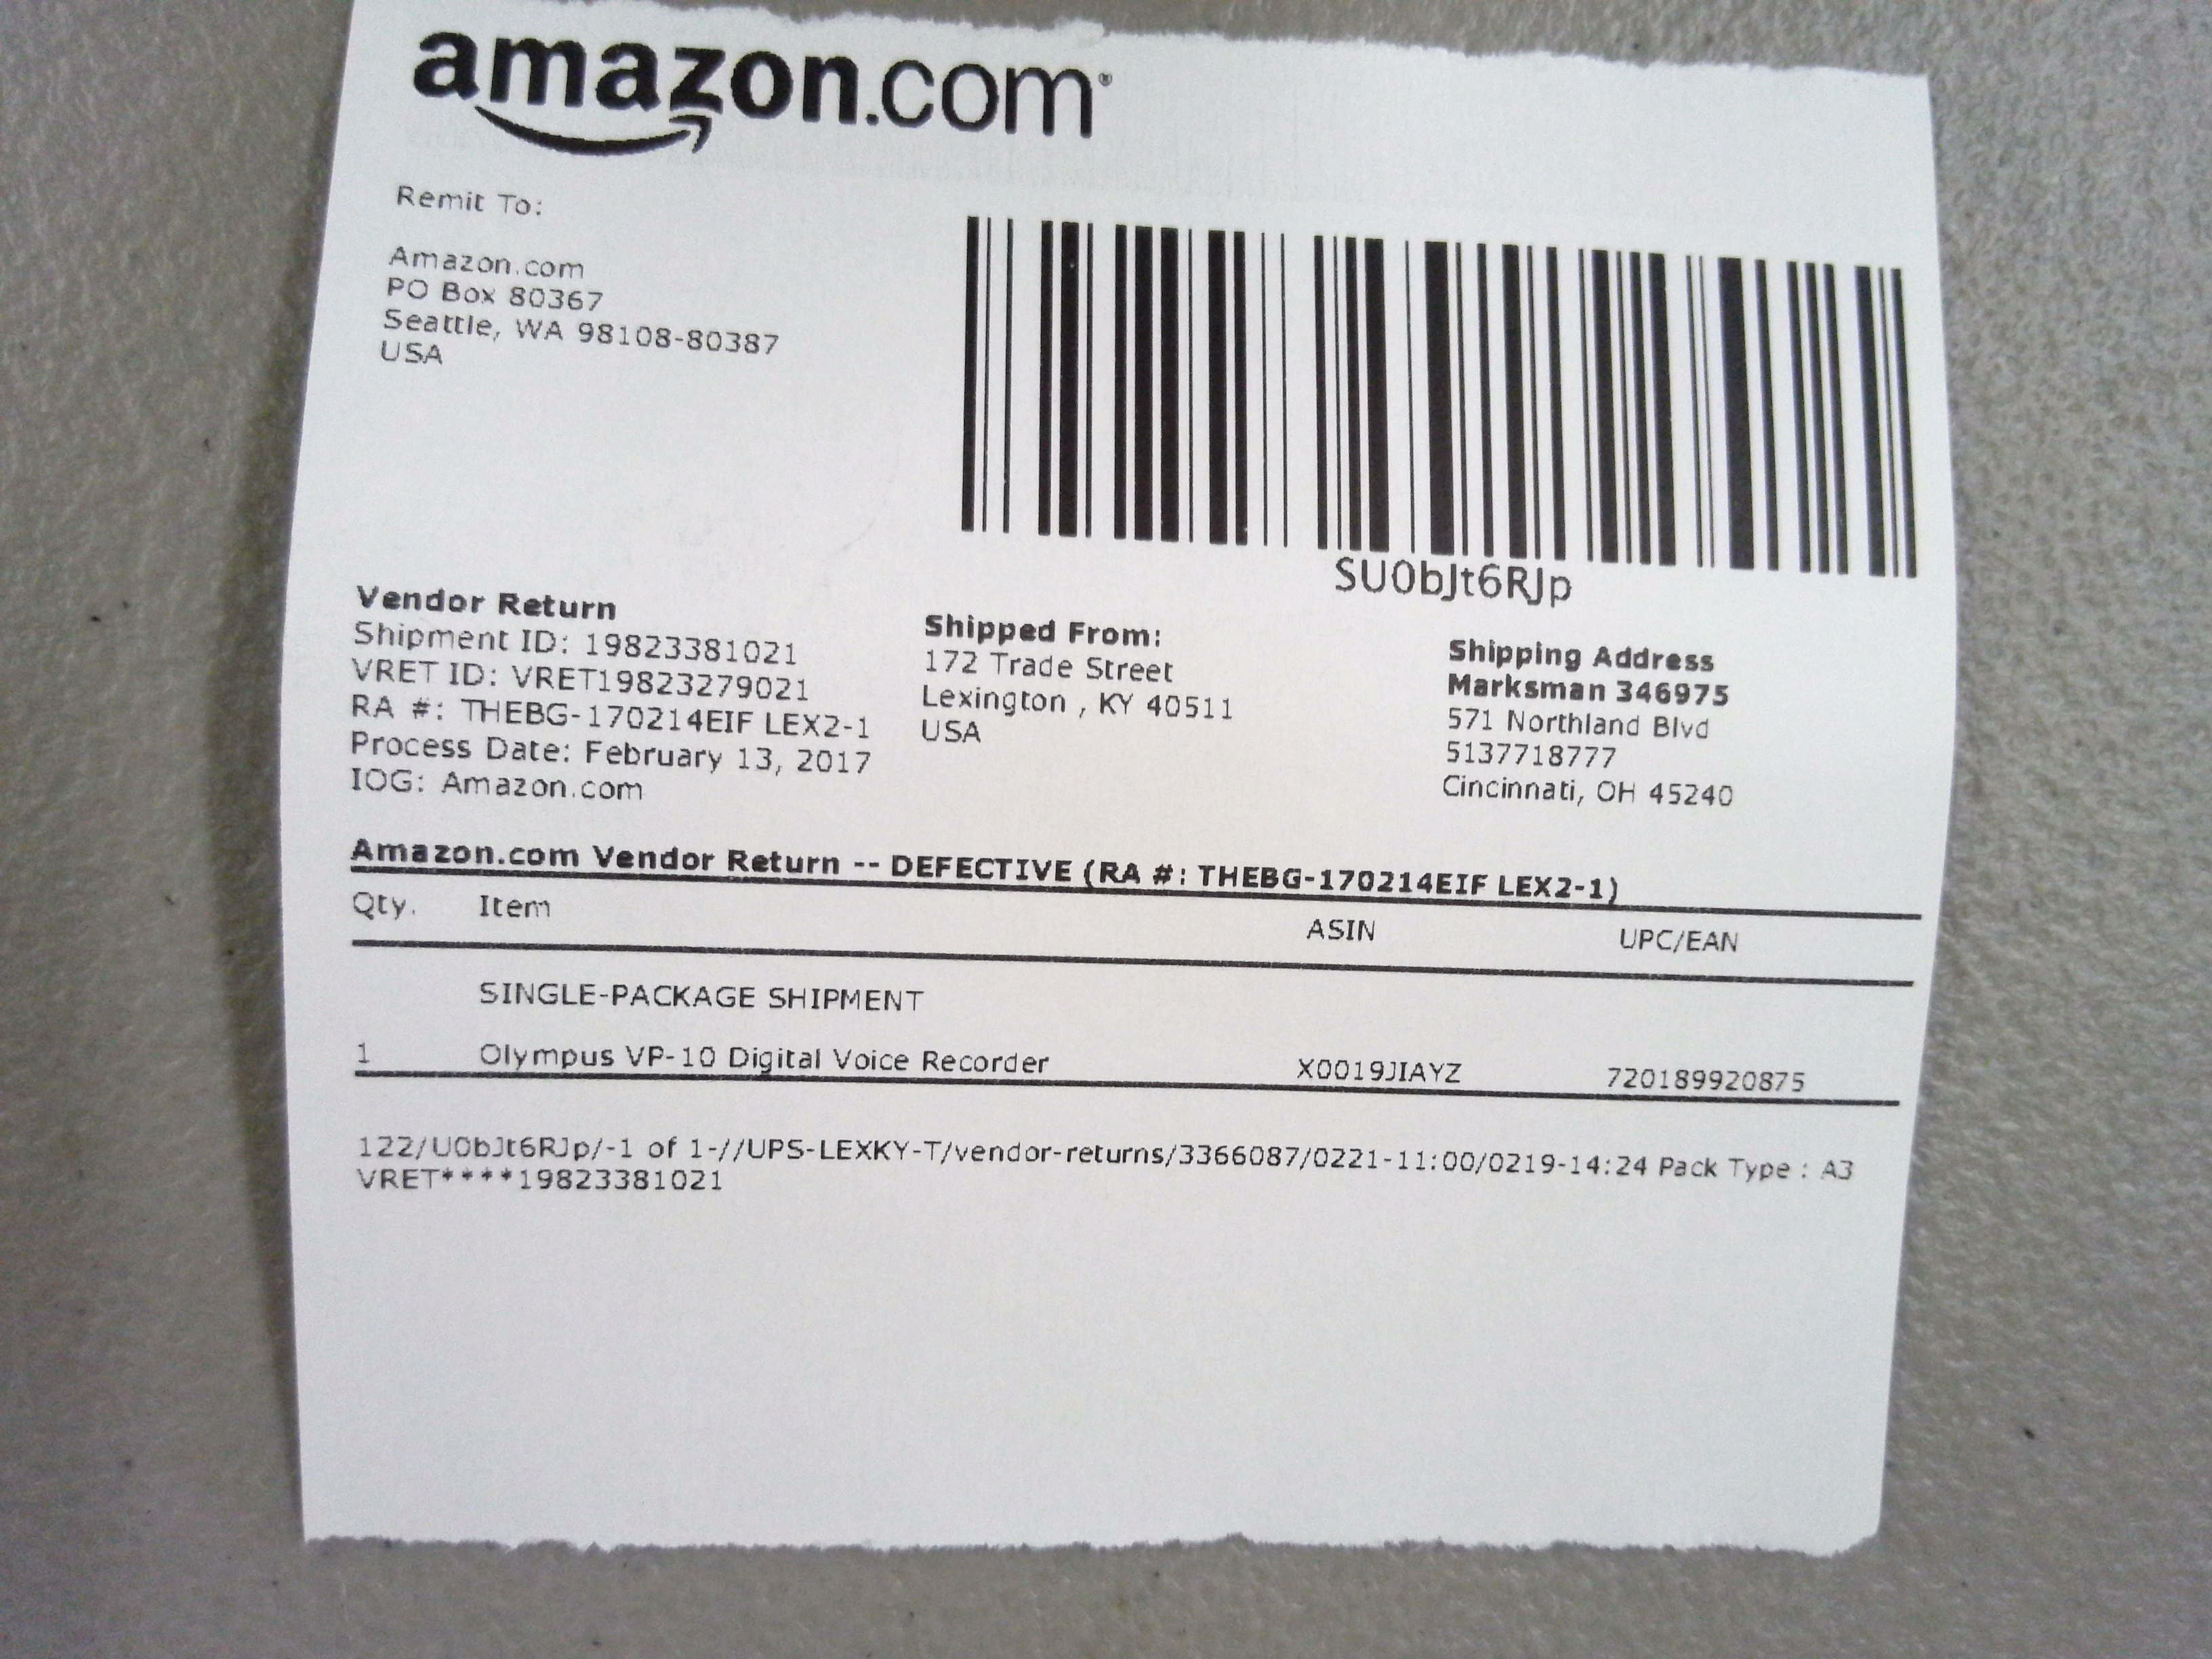 amazon.com®
Remit To:
Amazon.com
PO Box 80367
Seattle, WA 98108-80387
USA
SU0bJt6RJp
Vendor Return
Shipment ID: 19823381021
VRET ID: VRET19823279021
RA #: THEBG-170214EIF LEX2-1
Process Date: February 13, 2017
IOG: Amazon.com
Shipped From:
172 Trade Street
Lexington , KY 40511
USA
Shipping Address
Marksman 346975
571 Northland Blvd
5137718777
Cincinnati, OH 45240
Amazon.com Vendor Return -- DEFECTIVE (RA #: THEBG-170214EIF LEX2-1)
Qty. Item ASIN UPC/EAN
SINGLE-PACKAGE SHIPMENT
1 Olympus VP-10 Digital Voice Recorder X0019JIAYZ 720189920875
122/U0bJt6RJp/-1 of 1-//UPS-LEXKY-T/vendor-returns/3366087/0221-11:00/0219-14:24 Pack Type : A3
VRET****19823381021